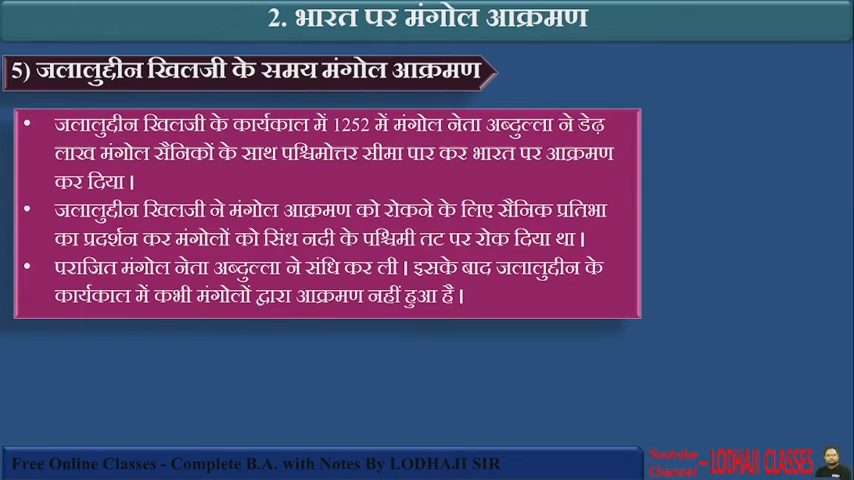 2. भारत पर मंगोल आक्रमण
5) जलालुद्दीन खिलजी के समय मंगोल आक्रमण
• जलालुद्दीन खिलजी के कार्यकाल में 1252 में मंगोल नेता अब्दुल्ला ने डेढ़
लाख मंगोल सैनिकों के साथ पश्चिमोत्तर सीमा पार कर भारत पर आक्रमण
कर दिया ।
• जलालुद्दीन खिलजी ने मंगोल आक्रमण को रोकने के लिए सैनिक प्रतिभा
का प्रदर्शन कर मंगोलों को सिंध नदी के पश्चिमी तट पर रोक दिया था ।
• पराजित मंगोल नेता अब्दुल्ला ने संधि कर ली । इसके बाद जलालुद्दीन के
कार्यकाल में कभी मंगोलों द्वारा आक्रमण नहीं हुआ है ।
Free Online Classes - Complete B.A. with Notes By LODHAJI SIR
Youtube
Channel – LODHAJI CLASSES